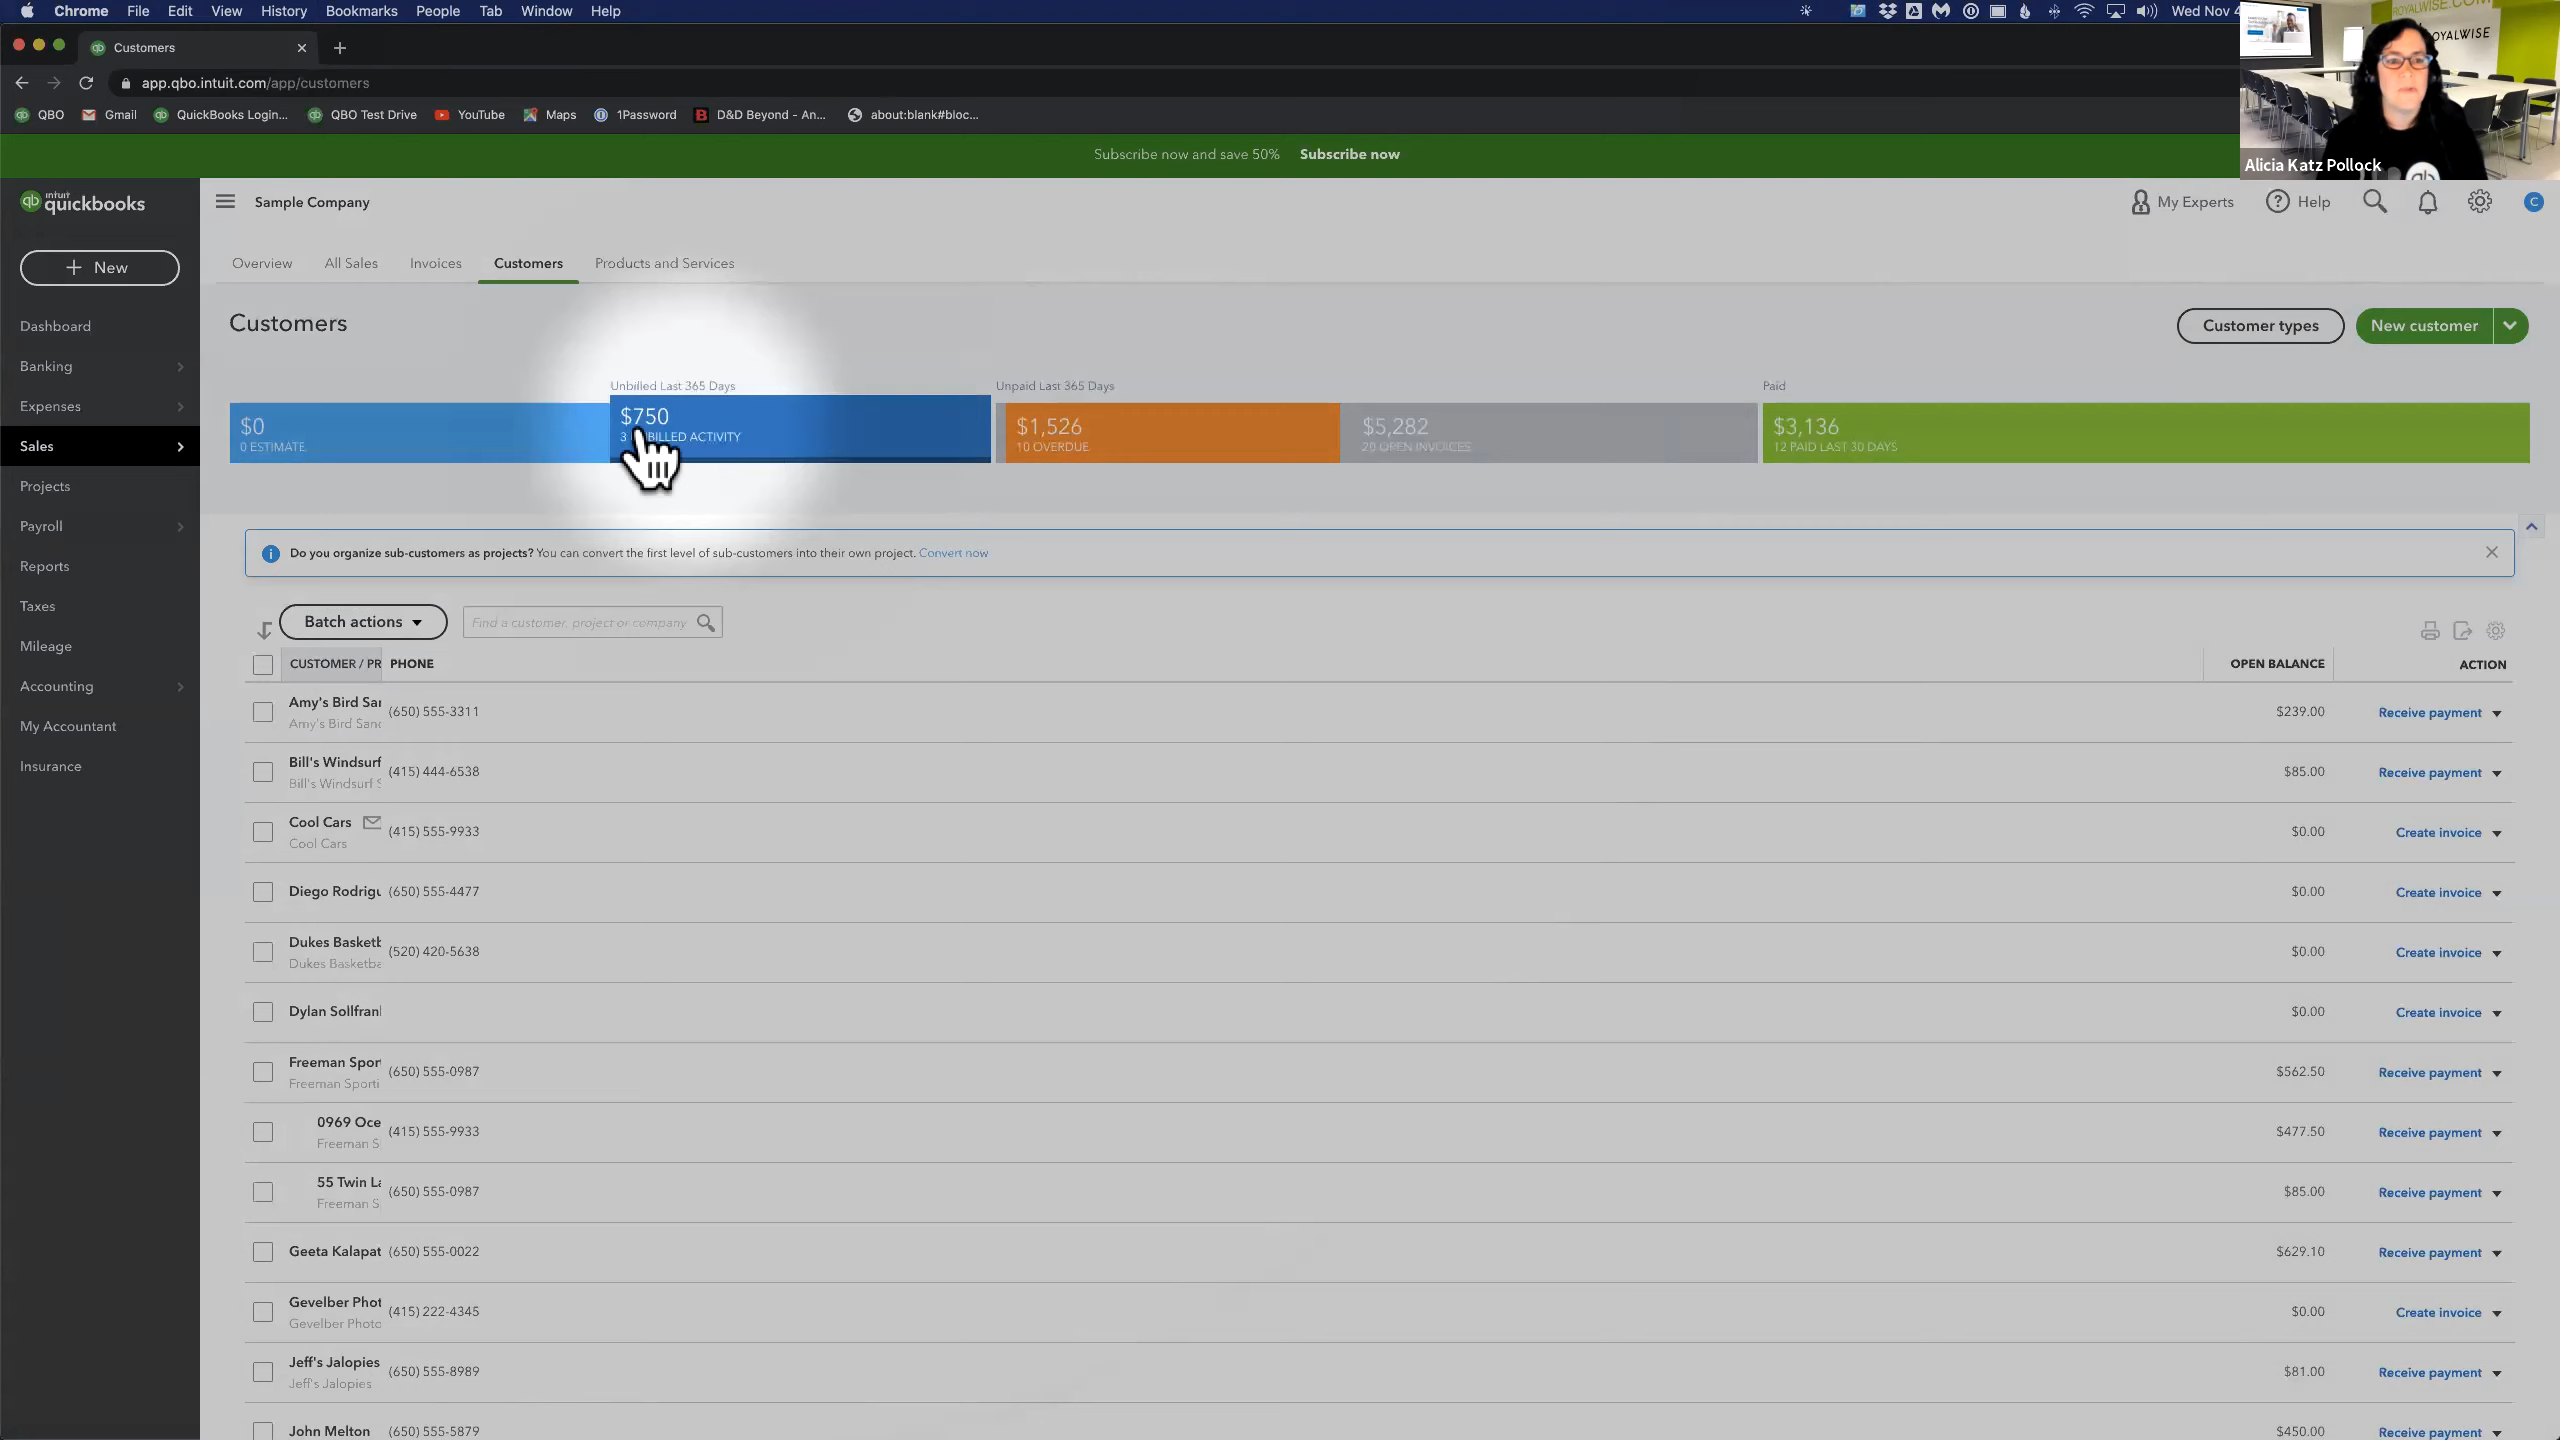 Chrome File Edit View History Bookmarks People Tab Window Help
Wed Nov 4
Customers
app.qbo.intuit.com/app/customers
QBO Gmail QuickBooks Login... QBO Test Drive YouTube Maps 1Password D&D Beyond - An... about:blank#bloc...
ROYALWISE
Alicia Katz Pollock
Subscribe now and save 50% Subscribe now
intuit
quickbooks
Sample Company
My Experts Help
C
+ New
Overview All Sales Invoices Customers Products and Services
Customers
Customer types New customer
Dashboard
Banking
Expenses
Sales
Projects
Payroll
Reports
Taxes
Mileage
Accounting
My Accountant
Insurance
Unbilled Last 365 Days Unpaid Last 365 Days Paid
$0
0 ESTIMATE
$750
3
ACTIVITY
$1,526
10 OVERDUE
$5,282
20 OPEN INVOICES
$3,136
12 PAID LAST 30 DAYS
Do you organize sub-customers as projects? You can convert the first level of sub-customers into their own project. Convert now
Batch actions Find a customer, project or company
CUSTOMER / PR PHONE OPEN BALANCE ACTION
Amy's Bird Sar (650) 555-3311 $239.00 Receive payment
Amy's Bird Sanc
Bill's Windsurf (415) 444-6538 $85.00 Receive payment
Bill's Windsurf S
Cool Cars (415) 555-9933 $0.00 Create invoice
Cool Cars
Diego Rodrigu (650) 555-4477 $0.00 Create invoice
Dukes Basketb (520) 420-5638 $0.00 Create invoice
Dukes Basketba
Dylan Sollfranl $0.00 Create invoice
Freeman Spor (650) 555-0987 $562.50 Receive payment
Freeman Sporti
0969 Oce (415) 555-9933 $477.50 Receive payment
Freeman S
55 Twin La (650) 555-0987 $85.00 Receive payment
Freeman S
Geeta Kalapat (650) 555-0022 $629.10 Receive payment
Gevelber Phot (415) 222-4345 $0.00 Create invoice
Gevelber Photo
Jeff's Jalopies (650) 555-8989 $81.00 Receive payment
Jeff's Jalopies
John Melton (650) 555-5879 $450.00 Receive payment